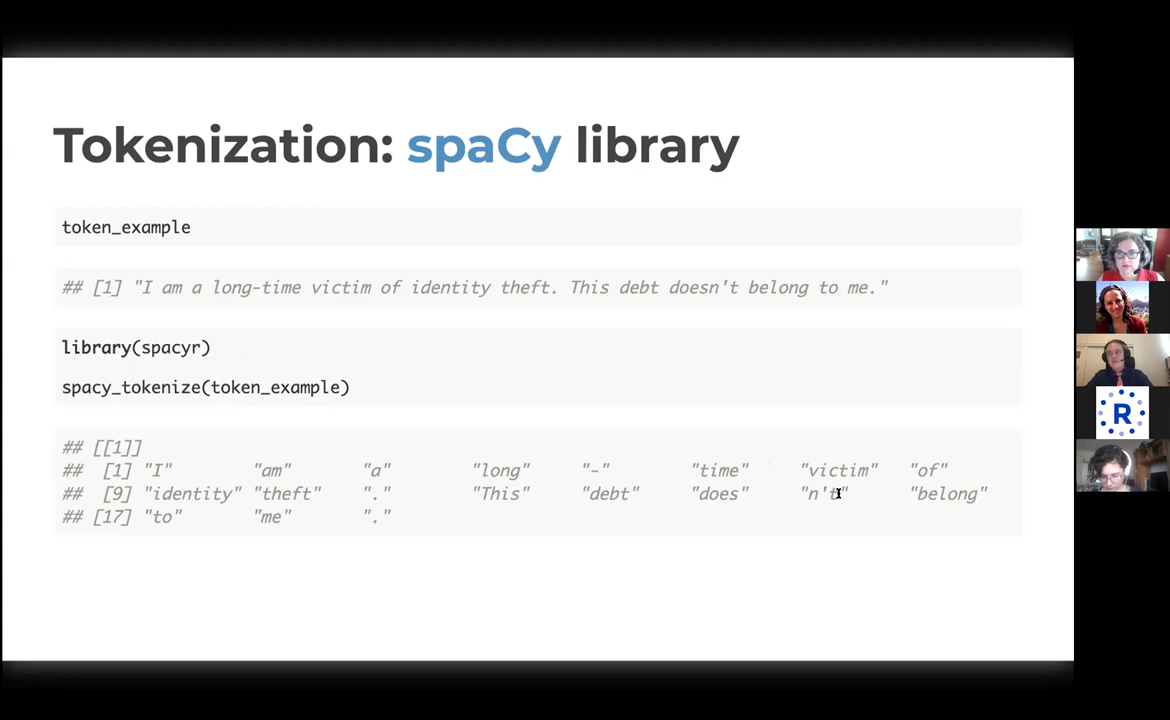 Tokenization: spaCy library
token_example
## [1] "I am a long-time victim of identity theft. This debt doesn't belong to me."
library(spacyr)
spacy_tokenize(token_example)
## [[1]]
## [1] "I" "am" "a" "long" "-" "time" "victim" "of"
## [9] "identity" "theft" "." "This" "debt" "does" "n't" "belong"
## [17] "to" "me" "."
R